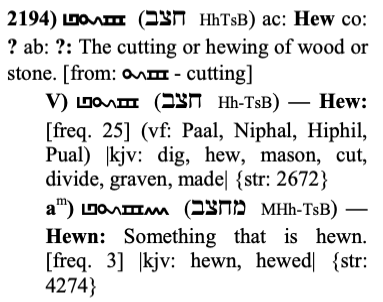 2194) (חצב HhTsB) ac: Hew co:
? ab: ?: The cutting or hewing of wood or
stone. [from: - cutting]
V) (חצב Hh-TsB) — Hew:
[freq. 25] (vf: Paal, Niphal, Hiphil,
Pual) |kjv: dig, hew, mason, cut,
divide, graven, made| {str: 2672}
aᵐ) (מחצב MHh-TsB) —
Hewn: Something that is hewn.
[freq. 3] |kjv: hewn, hewed| {str:
4274}